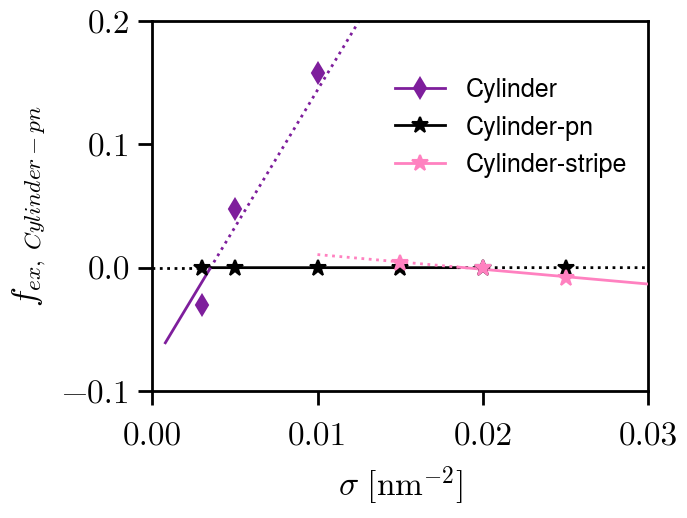 0.2
0.1
0.0
−0.1
f_{ex, Cylinder−pn}
Cylinder
Cylinder-pn
Cylinder-stripe
0.00 0.01 0.02 0.03
σ [nm⁻²]